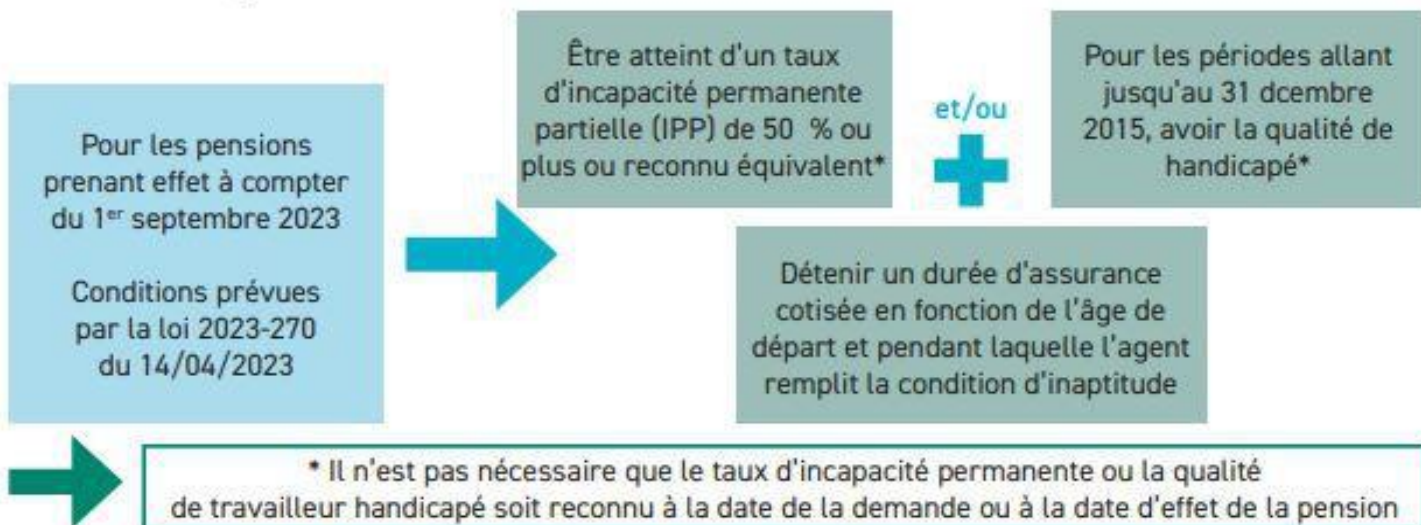 Pour les pensions
prenant effet à compter
du 1er septembre 2023
Conditions prévues
par la loi 2023-270
du 14/04/2023
Être atteint d'un taux
d'incapacité permanente
partielle (IPP) de 50 % ou
plus ou reconnu équivalent*
et/ou
Pour les périodes allant
jusqu'au 31 dcembre
2015, avoir la qualité de
handicapé*
Détenir un durée d'assurance
cotisée en fonction de l'âge de
départ et pendant laquelle l'agent
remplit la condition d'inaptitude
* Il n'est pas nécessaire que le taux d'incapacité permanente ou la qualité
de travailleur handicapé soit reconnu à la date de la demande ou à la date d'effet de la pension